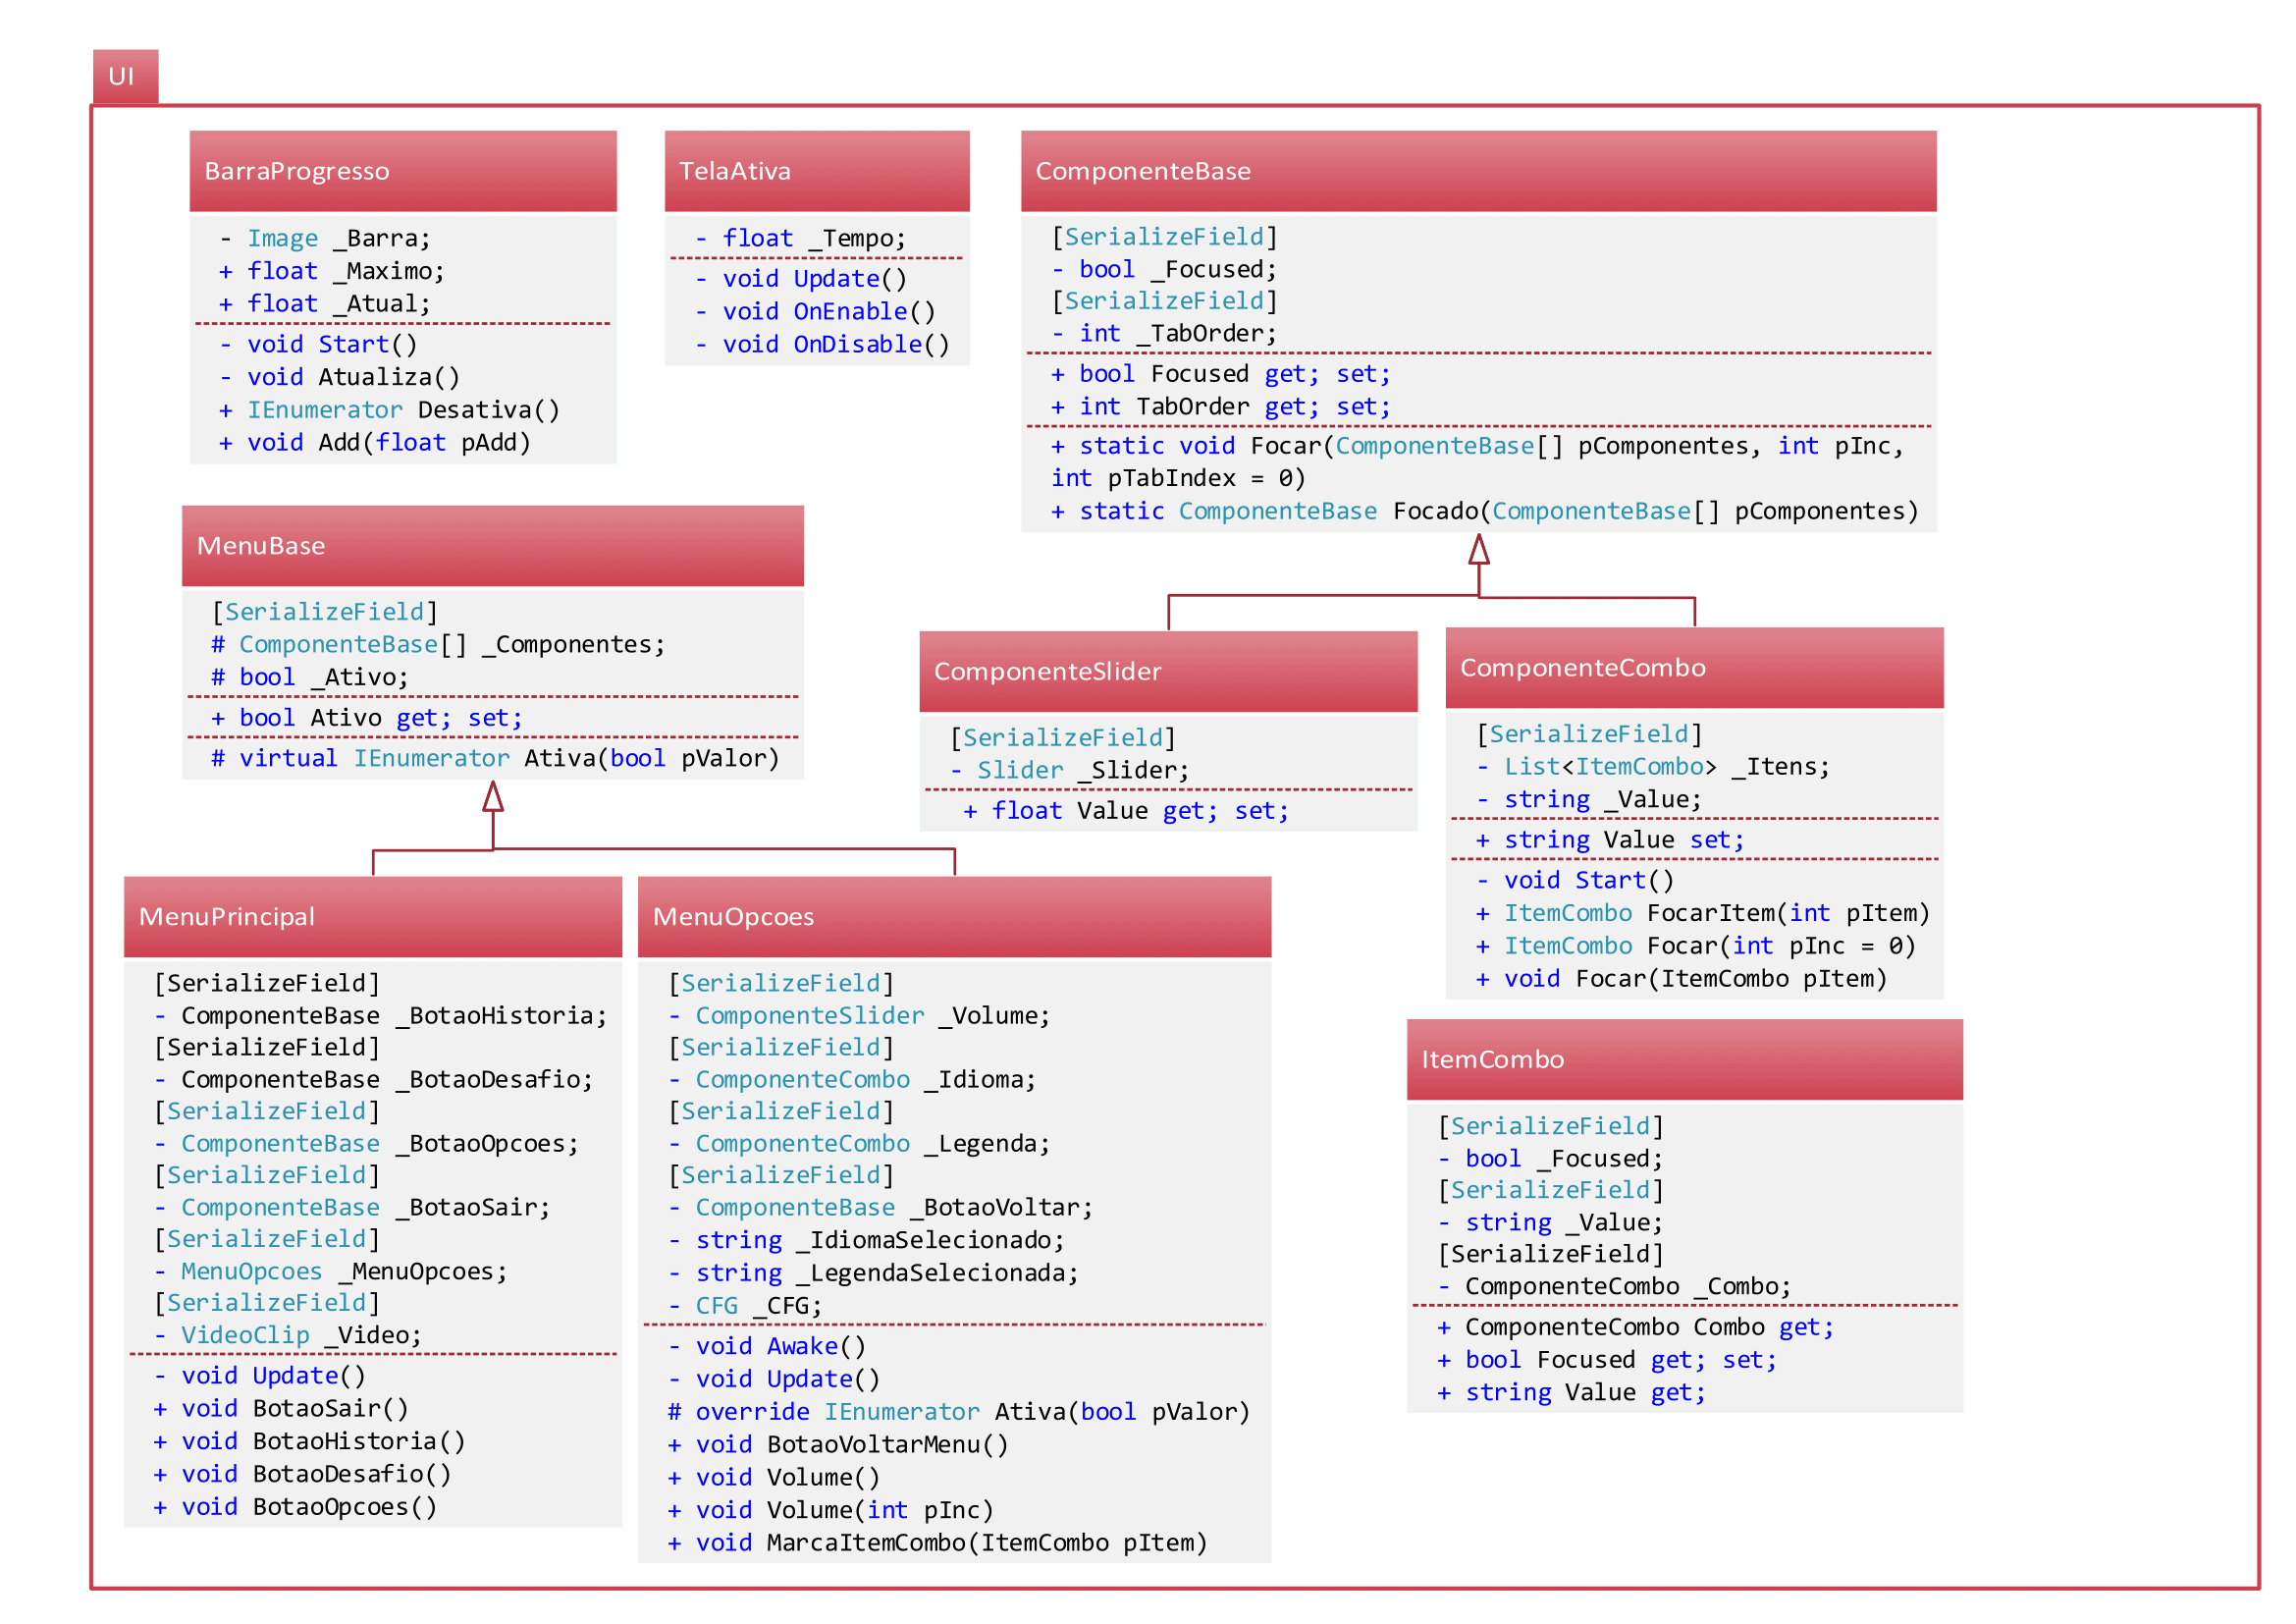 UI
BarraProgresso
- Image _Barra;
+ float _Maximo;
+ float _Atual;
- void Start()
- void Atualiza()
+ IEnumerator Desativa()
+ void Add(float pAdd)
TelaAtiva
- float _Tempo;
- void Update()
- void OnEnable()
- void OnDisable()
ComponenteBase
[SerializeField]
- bool _Focused;
[SerializeField]
- int _TabOrder;
+ bool Focused get; set;
+ int TabOrder get; set;
+ static void Focar(ComponenteBase[] pComponentes, int pInc,
int pTabIndex = 0)
+ static ComponenteBase Focado(ComponenteBase[] pComponentes)
MenuBase
[SerializeField]
# ComponenteBase[] _Componentes;
# bool _Ativo;
+ bool Ativo get; set;
# virtual IEnumerator Ativa(bool pValor)
ComponenteSlider
[SerializeField]
- Slider _Slider;
+ float Value get; set;
ComponenteCombo
[SerializeField]
- List<ItemCombo> _Itens;
- string _Value;
+ string Value set;
- void Start()
+ ItemCombo FocarItem(int pItem)
+ ItemCombo Focar(int pInc = 0)
+ void Focar(ItemCombo pItem)
MenuPrincipal
[SerializeField]
- ComponenteBase _BotaoHistoria;
[SerializeField]
- ComponenteBase _BotaoDesafio;
[SerializeField]
- ComponenteBase _BotaoOpcoes;
[SerializeField]
- ComponenteBase _BotaoSair;
[SerializeField]
- MenuOpcoes _MenuOpcoes;
[SerializeField]
- VideoClip _Video;
- void Update()
+ void BotaoSair()
+ void BotaoHistoria()
+ void BotaoDesafio()
+ void BotaoOpcoes()
MenuOpcoes
[SerializeField]
- ComponenteSlider _Volume;
[SerializeField]
- ComponenteCombo _Idioma;
[SerializeField]
- ComponenteCombo _Legenda;
[SerializeField]
- ComponenteBase _BotaoVoltar;
- string _IdiomaSelecionado;
- string _LegendaSelecionada;
- CFG _CFG;
- void Awake()
- void Update()
# override IEnumerator Ativa(bool pValor)
+ void BotaoVoltarMenu()
+ void Volume()
+ void Volume(int pInc)
+ void MarcaItemCombo(ItemCombo pItem)
ItemCombo
[SerializeField]
- bool _Focused;
[SerializeField]
- string _Value;
[SerializeField]
- ComponenteCombo _Combo;
+ ComponenteCombo Combo get;
+ bool Focused get; set;
+ string Value get;